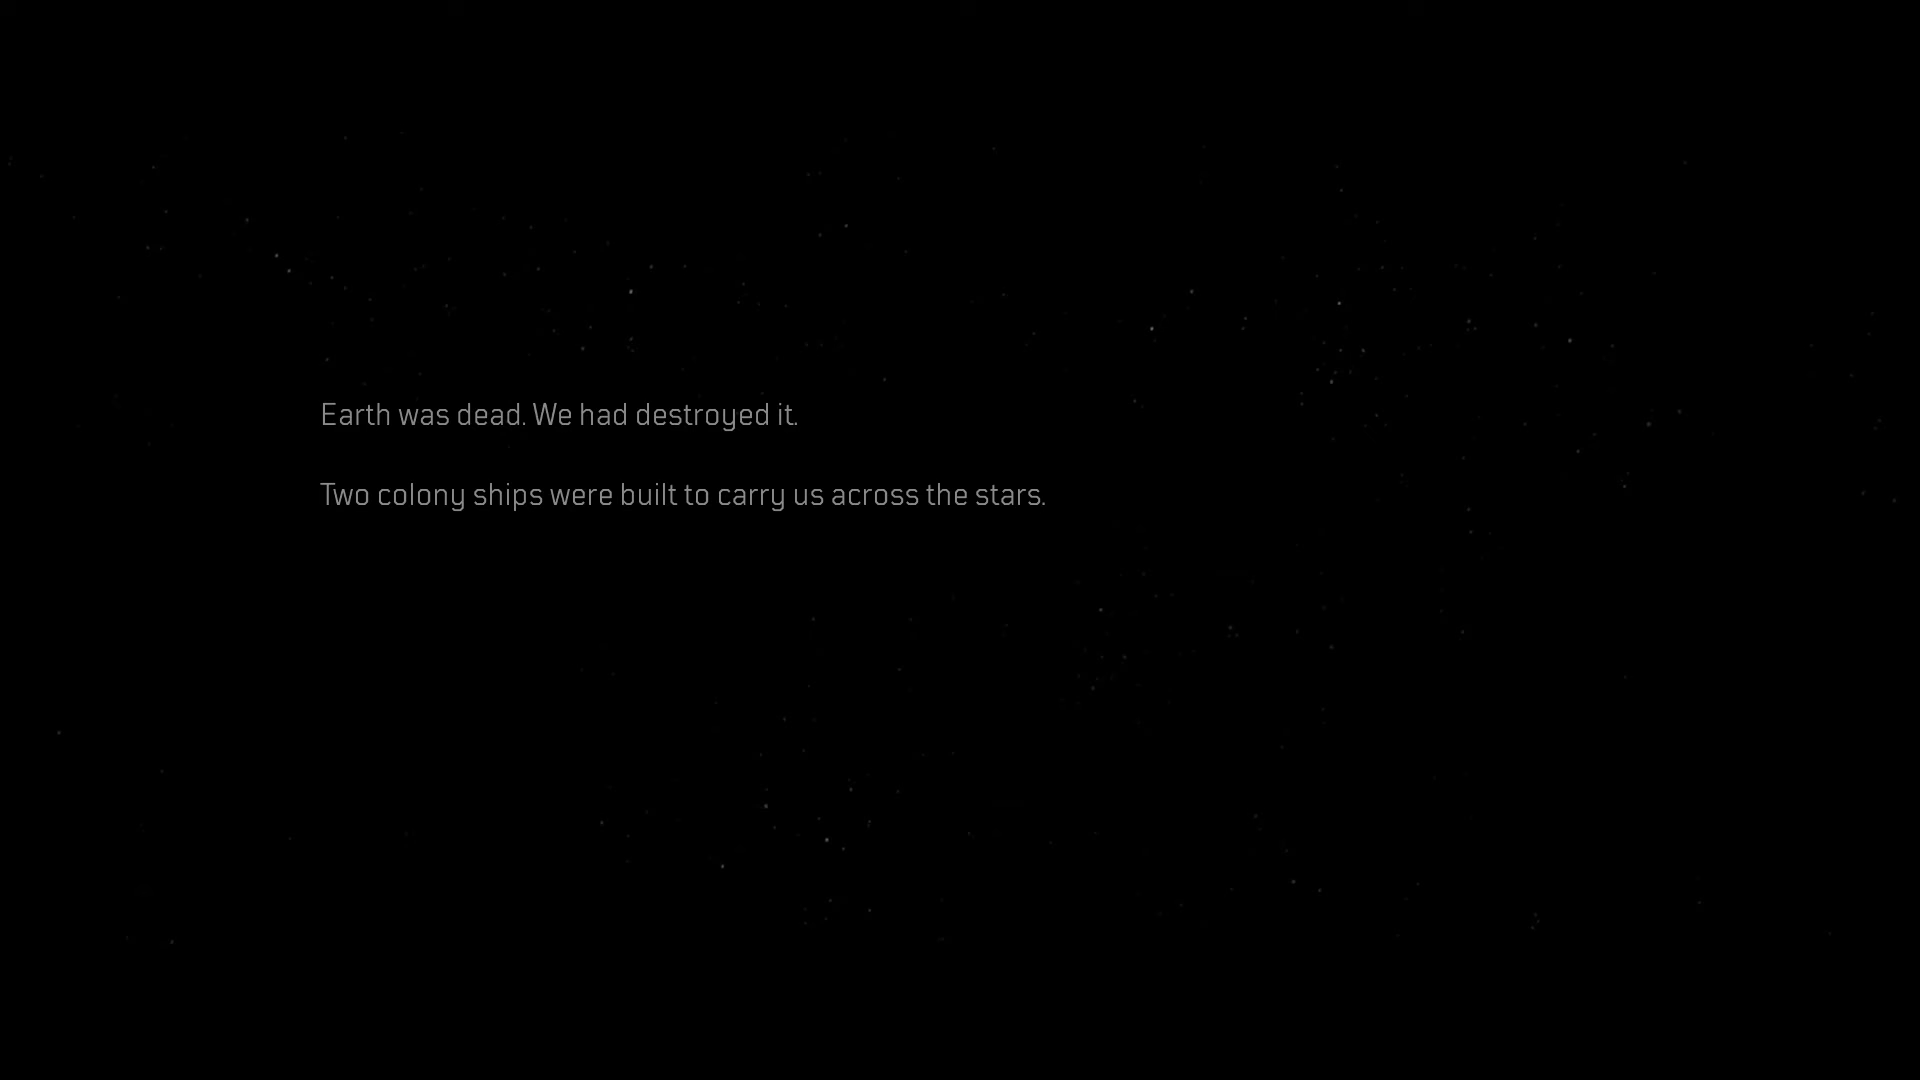 Earth was dead. We had destroyed it.
Two colony ships were built to carry us across the stars.